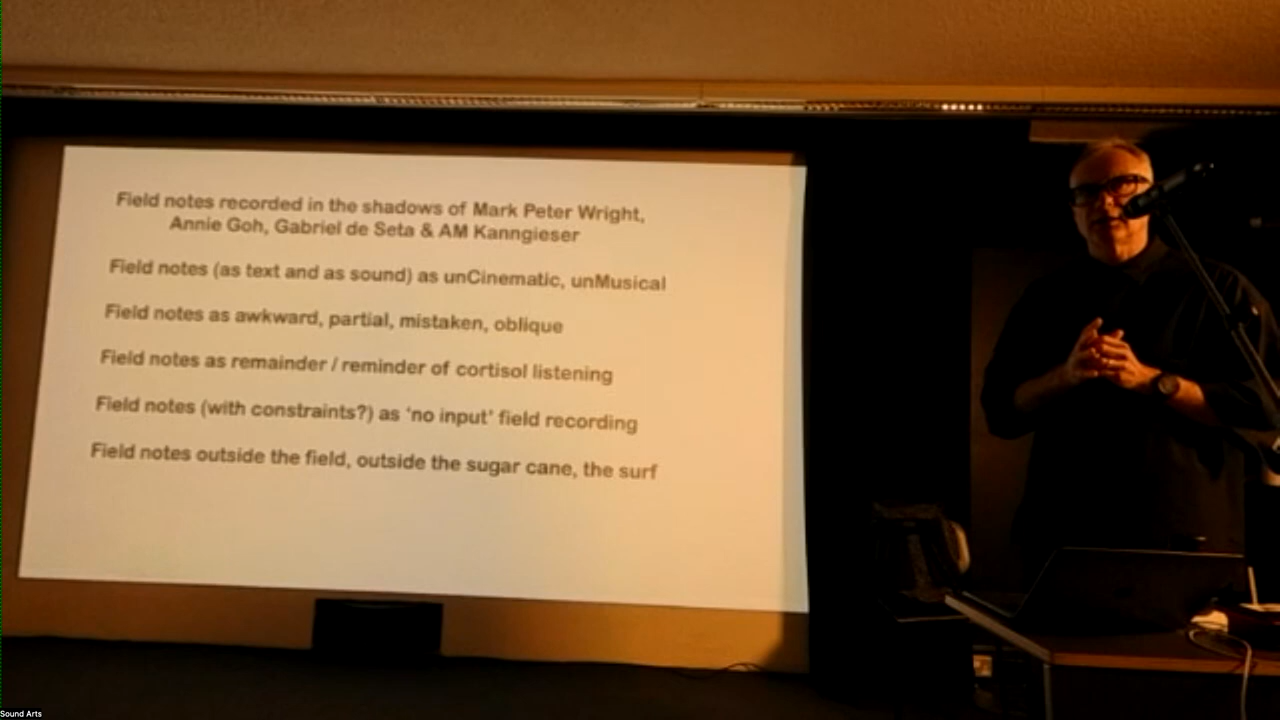 Field notes recorded in the shadows of Mark Peter Wright,
Annie Goh, Gabriel de Seta & AM Kanngieser
Field notes (as text and as sound) as unCinematic, unMusical
Field notes as awkward, partial, mistaken, oblique
Field notes as remainder / reminder of cortisol listening
Field notes (with constraints?) as ‘no input’ field recording
Field notes outside the field, outside the sugar cane, the surf
Sound Arts